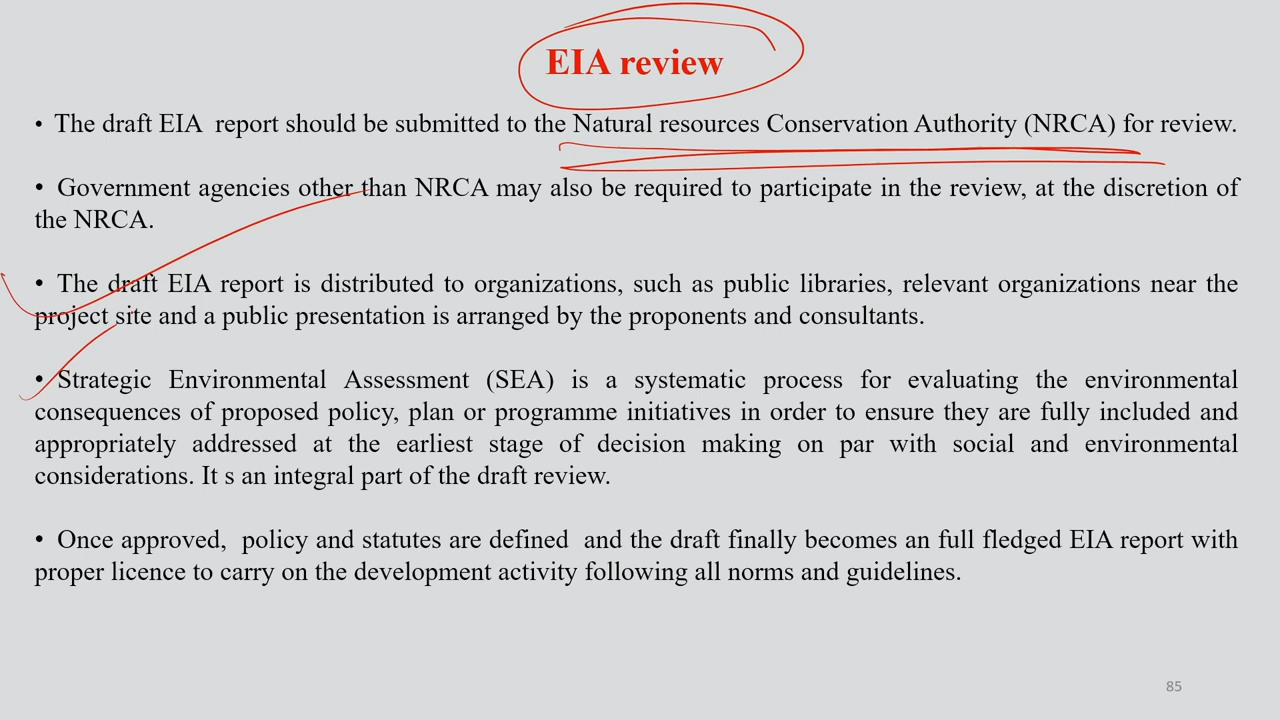 EIA review
• The draft EIA report should be submitted to the Natural resources Conservation Authority (NRCA) for review.
• Government agencies other than NRCA may also be required to participate in the review, at the discretion of
the NRCA.
• The draft EIA report is distributed to organizations, such as public libraries, relevant organizations near the
project site and a public presentation is arranged by the proponents and consultants.
• Strategic Environmental Assessment (SEA) is a systematic process for evaluating the environmental
consequences of proposed policy, plan or programme initiatives in order to ensure they are fully included and
appropriately addressed at the earliest stage of decision making on par with social and environmental
considerations. It s an integral part of the draft review.
• Once approved, policy and statutes are defined and the draft finally becomes an full fledged EIA report with
proper licence to carry on the development activity following all norms and guidelines.
85